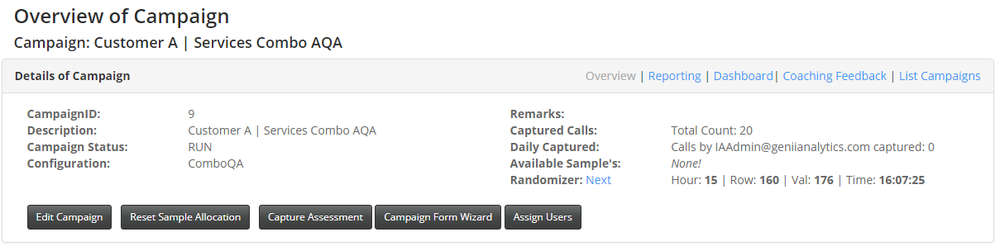 Overview of Campaign
Campaign: Customer A | Services Combo AQA
Details of Campaign
Overview | Reporting | Dashboard| Coaching Feedback | List Campaigns
CampaignID: 9
Description: Customer A | Services Combo AQA
Campaign Status: RUN
Configuration: ComboQA
Remarks:
Captured Calls: Total Count: 20
Daily Captured: Calls by IAAdmin@geniianalytics.com captured: 0
Available Sample's: None!
Randomizer: Next Hour: 15 | Row: 160 | Val: 176 | Time: 16:07:25
Edit Campaign Reset Sample Allocation Capture Assessment Campaign Form Wizard Assign Users